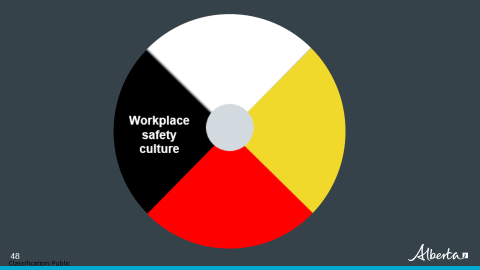 Workplace
safety
culture
48
Alberta
Classification: Public